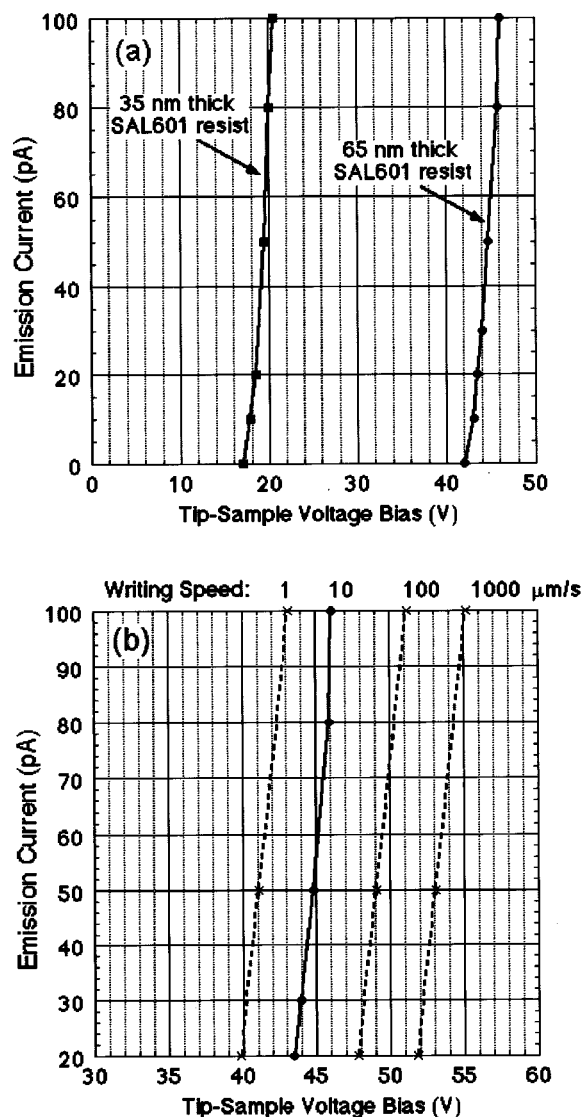 (a)
100
80
60
40
20
0
Emission Current (pA)
35 nm thick
SAL601 resist
65 nm thick
SAL601 resist
0 10 20 30 40 50
Tip-Sample Voltage Bias (V)
Writing Speed: 1 10 100 1000 μm/s
(b)
100
90
80
70
60
50
40
30
20
Emission Current (pA)
30 35 40 45 50 55 60
Tip-Sample Voltage Bias (V)